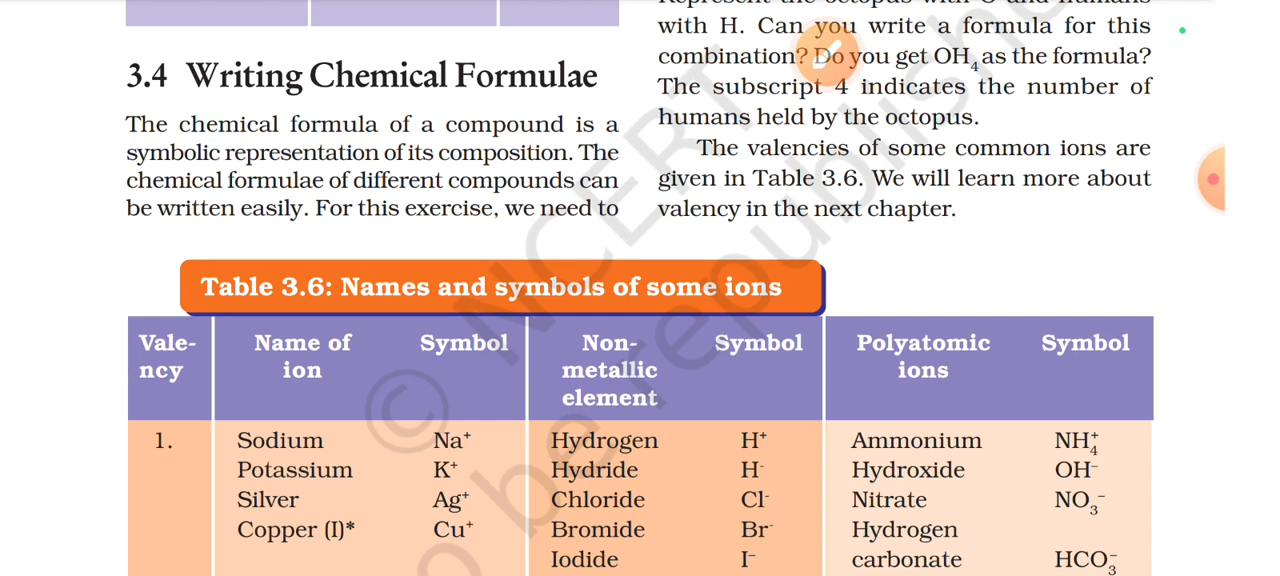 3.4 Writing Chemical Formulae
The chemical formula of a compound is a
symbolic representation of its composition. The
chemical formulae of different compounds can
be written easily. For this exercise, we need to
with H. Can you write a formula for this
combination? Do you get OH₄ as the formula?
The subscript 4 indicates the number of
humans held by the octopus.
The valencies of some common ions are
given in Table 3.6. We will learn more about
valency in the next chapter.
Table 3.6: Names and symbols of some ions
Vale- Name of Symbol Non- Symbol Polyatomic Symbol
ncy ion metallic ions
element
1. Sodium Na⁺ Hydrogen H⁺ Ammonium NH₄⁺
Potassium K⁺ Hydride H⁻ Hydroxide OH⁻
Silver Ag⁺ Chloride Cl⁻ Nitrate NO₃⁻
Copper (I)* Cu⁺ Bromide Br⁻ Hydrogen
Iodide I⁻ carbonate HCO₃⁻
© NCERT
be republishe